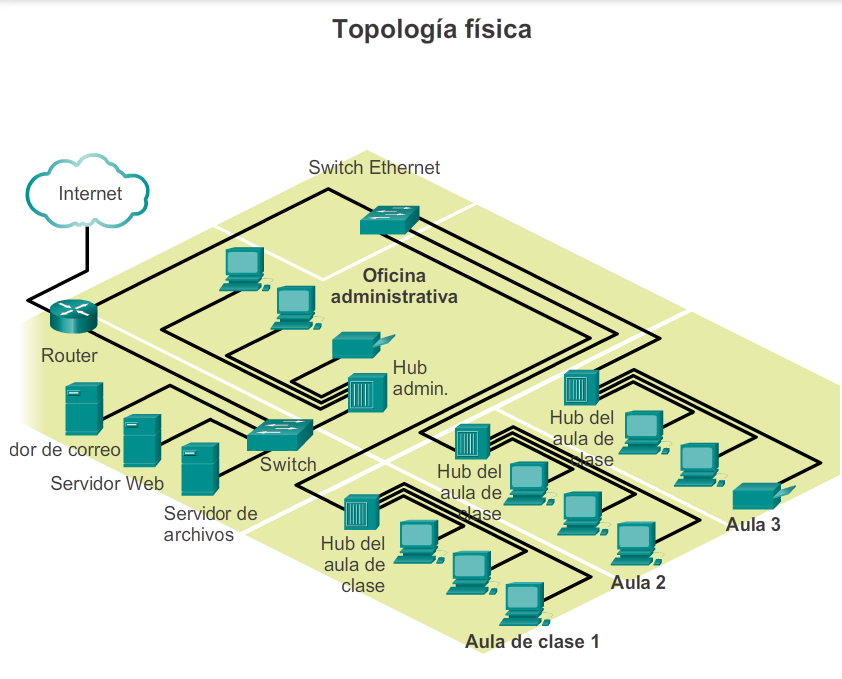 Topología física
Switch Ethernet
Internet
Oficina
administrativa
Router
Hub
admin.
dor de correo
Servidor Web
Switch
Servidor de
archivos
Hub del
aula de
clase
Hub del
aula de
clase
Hub del
aula de
clase
Aula 3
Aula 2
Aula de clase 1